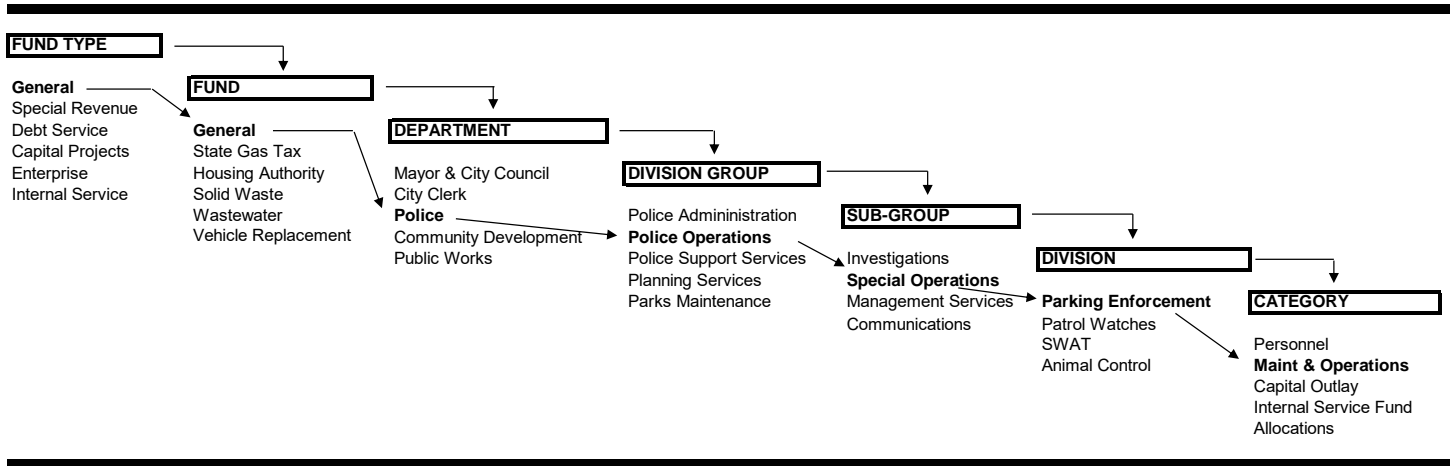 FUND TYPE
General
Special Revenue
Debt Service
Capital Projects
Enterprise
Internal Service
FUND
General
State Gas Tax
Housing Authority
Solid Waste
Wastewater
Vehicle Replacement
DEPARTMENT
Mayor & City Council
City Clerk
Police
Community Development
Public Works
DIVISION GROUP
Police Admininistration
Police Operations
Police Support Services
Planning Services
Parks Maintenance
SUB-GROUP
Investigations
Special Operations
Management Services
Communications
DIVISION
Parking Enforcement
Patrol Watches
SWAT
Animal Control
CATEGORY
Personnel
Maint & Operations
Capital Outlay
Internal Service Fund
Allocations